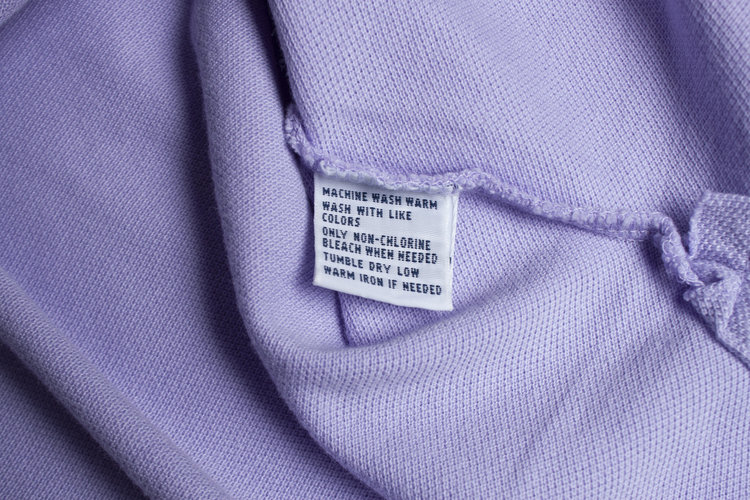 MACHINE WASH WARM
WASH WITH LIKE
COLORS
ONLY NON-CHLORINE
BLEACH WHEN NEEDED
TUMBLE DRY LOW
WARM IRON IF NEEDED